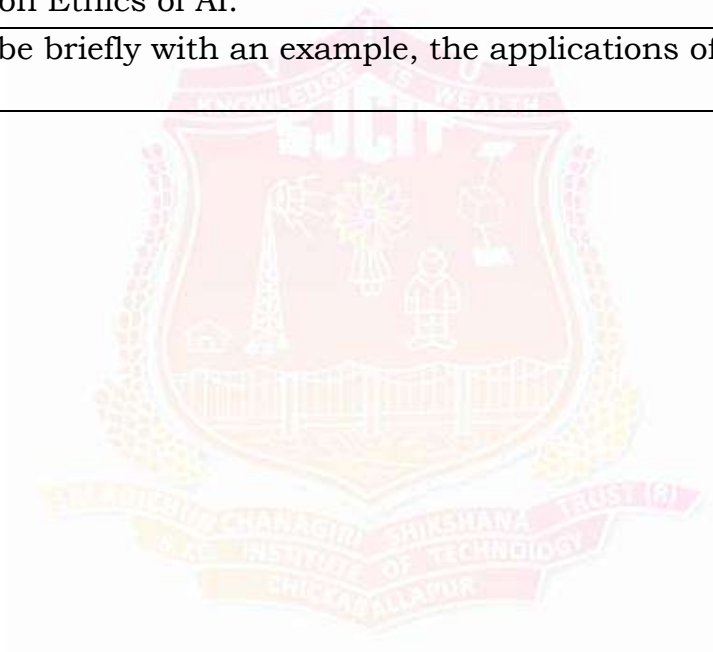 on Ethics of AI.
be briefly with an example, the applications of
KNOWLEDGE IS WEALTH
SJCIT
CHANAGIRI SHIKSHANA TRUST (R)
INSTITUTE OF TECHNOLOGY
CHICKABALLAPUR